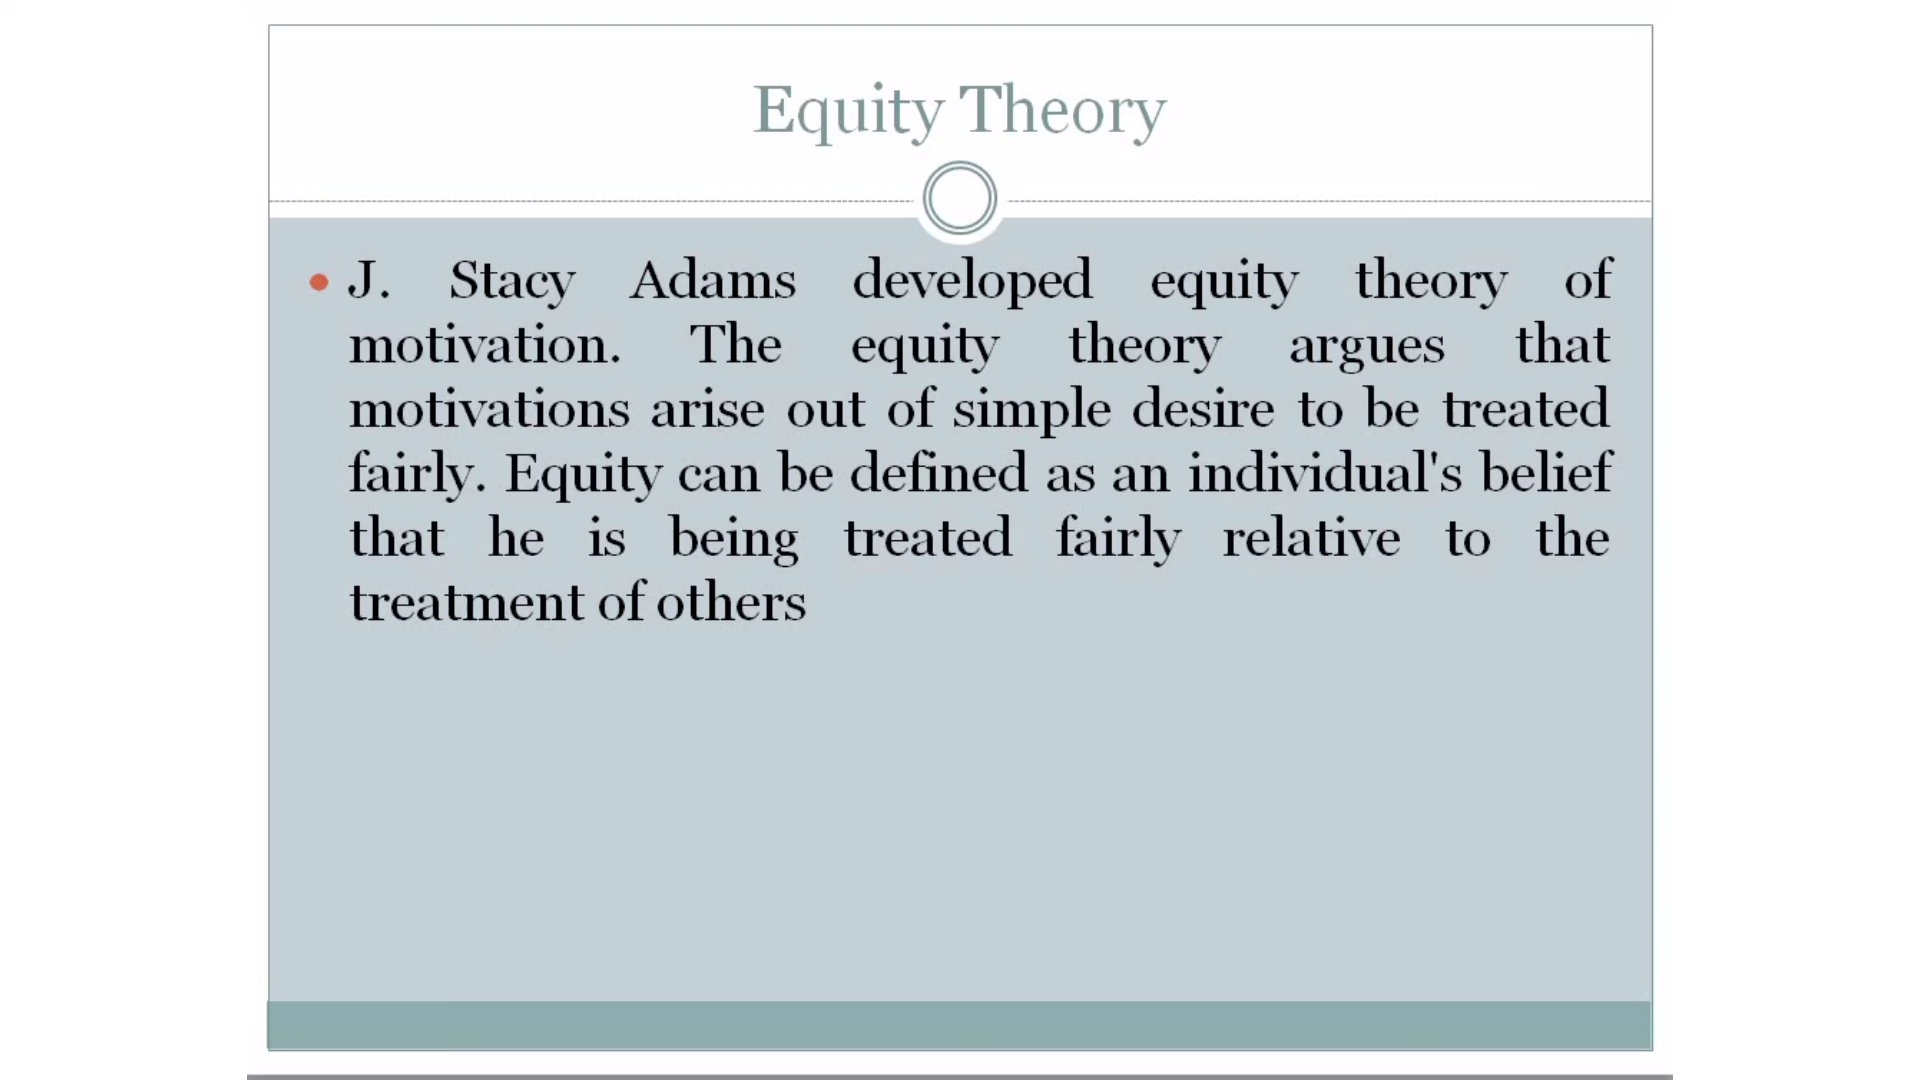 Equity Theory
J. Stacy Adams developed equity theory of
motivation. The equity theory argues that
motivations arise out of simple desire to be treated
fairly. Equity can be defined as an individual's belief
that he is being treated fairly relative to the
treatment of others